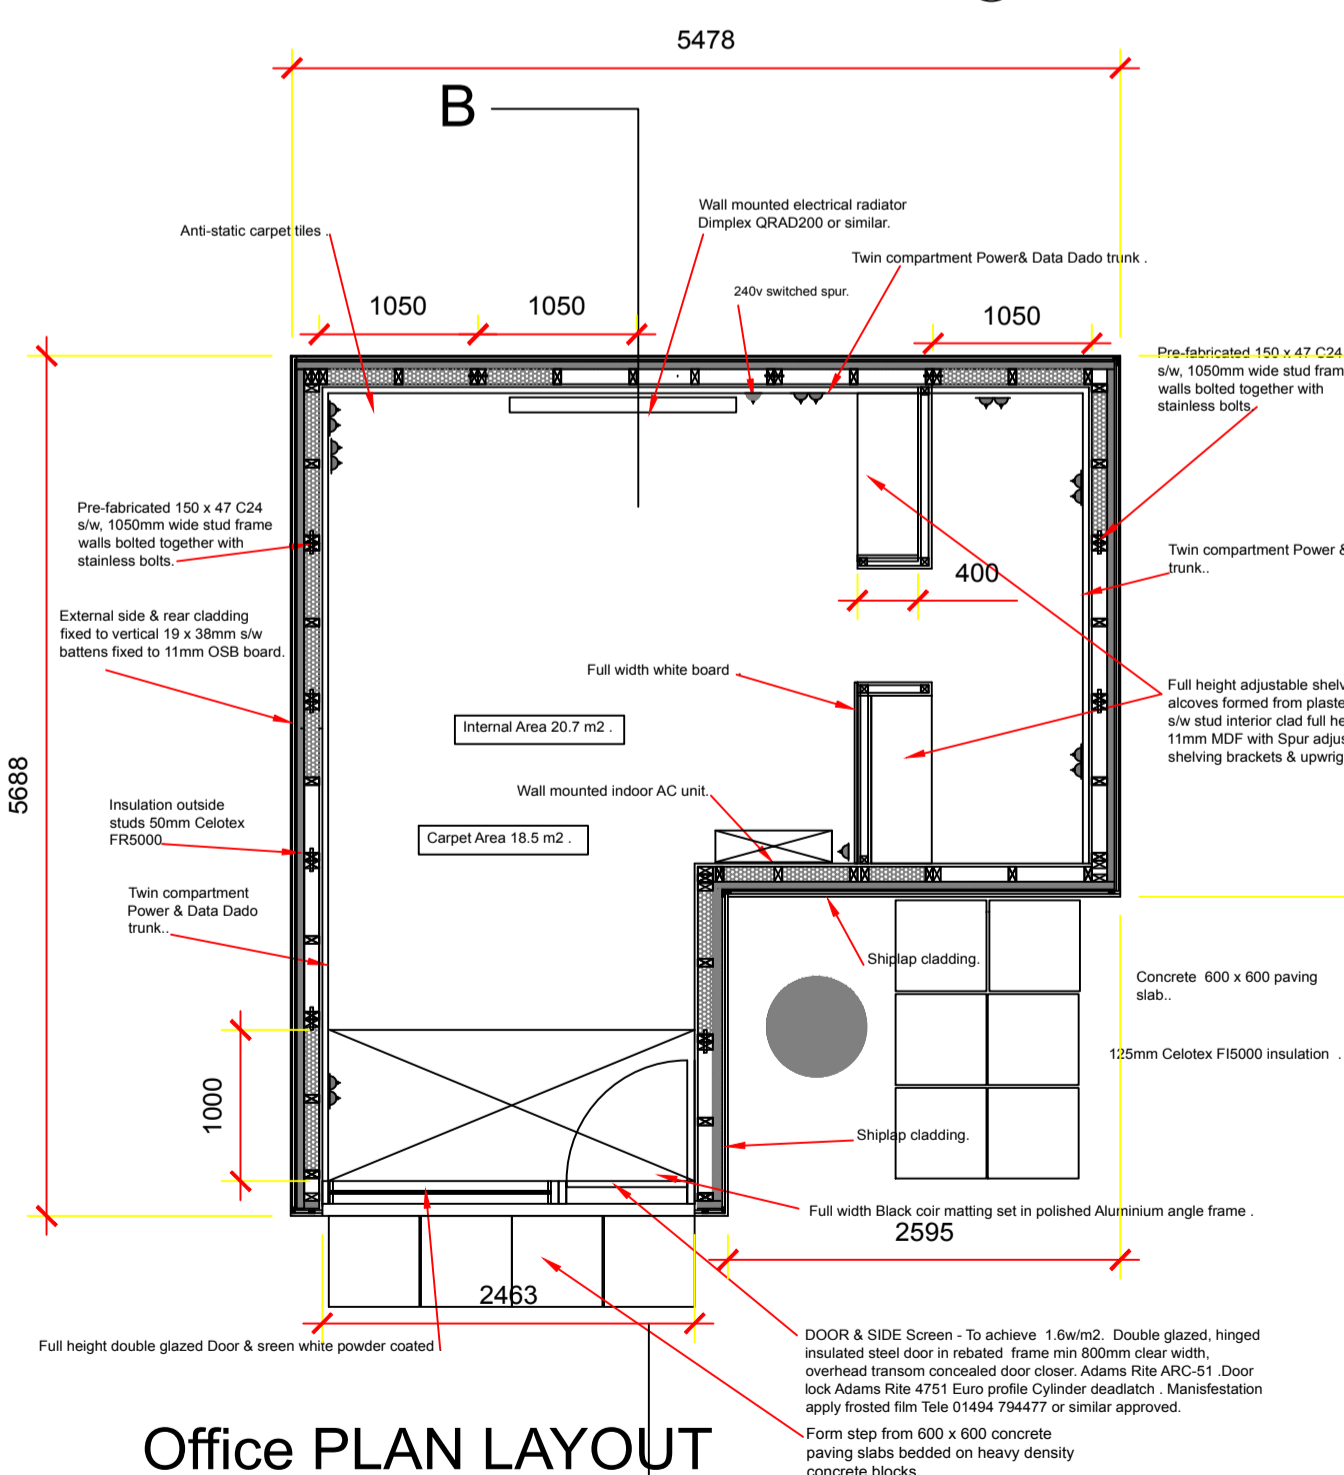 5478
B
Wall mounted electrical radiator
Dimplex QRAD200 or similar.
Anti-static carpet tiles .
Twin compartment Power& Data Dado trunk .
240v switched spur.
1050
1050
1050
Pre-fabricated 150 x 47 C24
s/w, 1050mm wide stud fram
walls bolted together with
stainless bolts.
Pre-fabricated 150 x 47 C24
s/w, 1050mm wide stud frame
walls bolted together with
stainless bolts.
Twin compartment Power &
trunk..
400
External side & rear cladding
fixed to vertical 19 x 38mm s/w
battens fixed to 11mm OSB board.
Full width white board
Full height adjustable shelv
alcoves formed from plaste
s/w stud interior clad full he
11mm MDF with Spur adjus
shelving brackets & upwrig
Internal Area 20.7 m2 .
5688
Wall mounted indoor AC unit.
Insulation outside
studs 50mm Celotex
FR5000
Carpet Area 18.5 m2 .
Twin compartment
Power & Data Dado
trunk..
Shiplap cladding.
Concrete 600 x 600 paving
slab..
125mm Celotex FI5000 insulation .
1000
Shiplap cladding.
Full width Black coir matting set in polished Aluminium angle frame .
2595
2463
Full height double glazed Door & sreen white powder coated
DOOR & SIDE Screen - To achieve 1.6w/m2. Double glazed, hinged
insulated steel door in rebated frame min 800mm clear width,
overhead transom concealed door closer. Adams Rite ARC-51 .Door
lock Adams Rite 4751 Euro profile Cylinder deadlatch . Manisfestation
apply frosted film Tele 01494 794477 or similar approved.
Form step from 600 x 600 concrete
paving slabs bedded on heavy density
concrete blocks.
Office PLAN LAYOUT